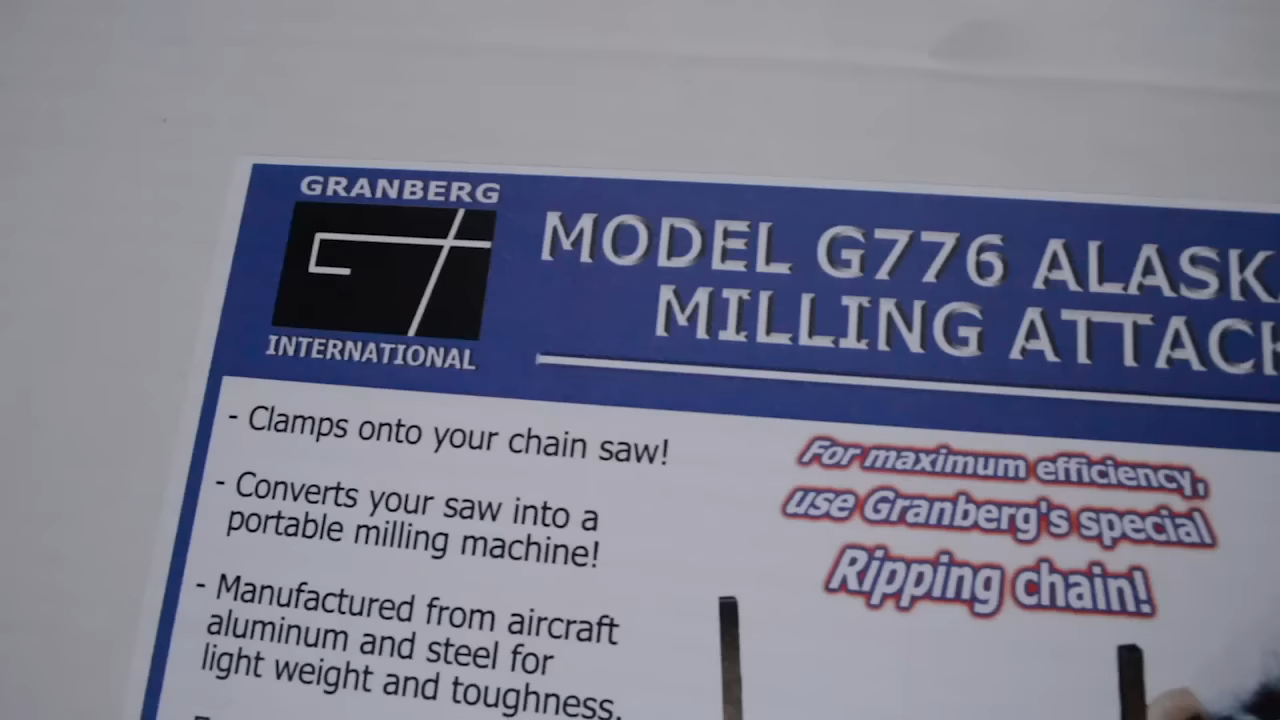 GRANBERG
INTERNATIONAL
MODEL G776
MILLING
- Clamps onto your chain saw!
- Converts your saw into a
portable milling machine!
- Manufactured from aircraft
aluminum and steel for
light weight and toughness.
For maximum efficiency,
use Granberg's special
Ripping chain!